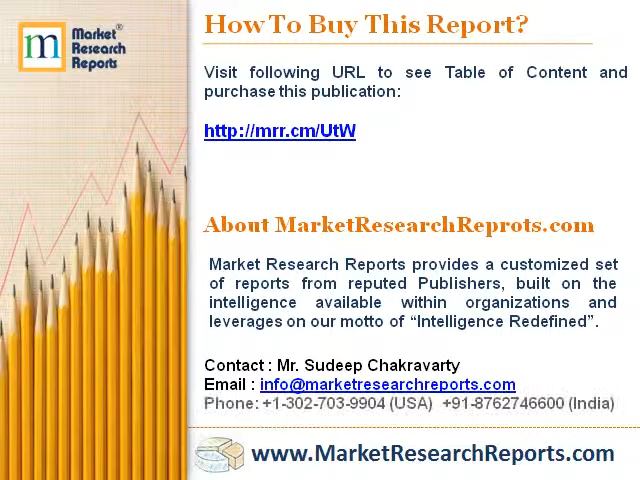 Market®
Research
Reports
m
How To Buy This Report?
Visit following URL to see Table of Content and
purchase this publication:
http://mrr.cm/UtW
About MarketResearchReprots.com
Market Research Reports provides a customized set
of reports from reputed Publishers, built on the
intelligence available within organizations and
leverages on our motto of “Intelligence Redefined”.
Contact : Mr. Sudeep Chakravarty
Email : info@marketresearchreports.com
Phone: +1-302-703-9904 (USA) +91-8762746600 (India)
www.MarketResearchReports.com